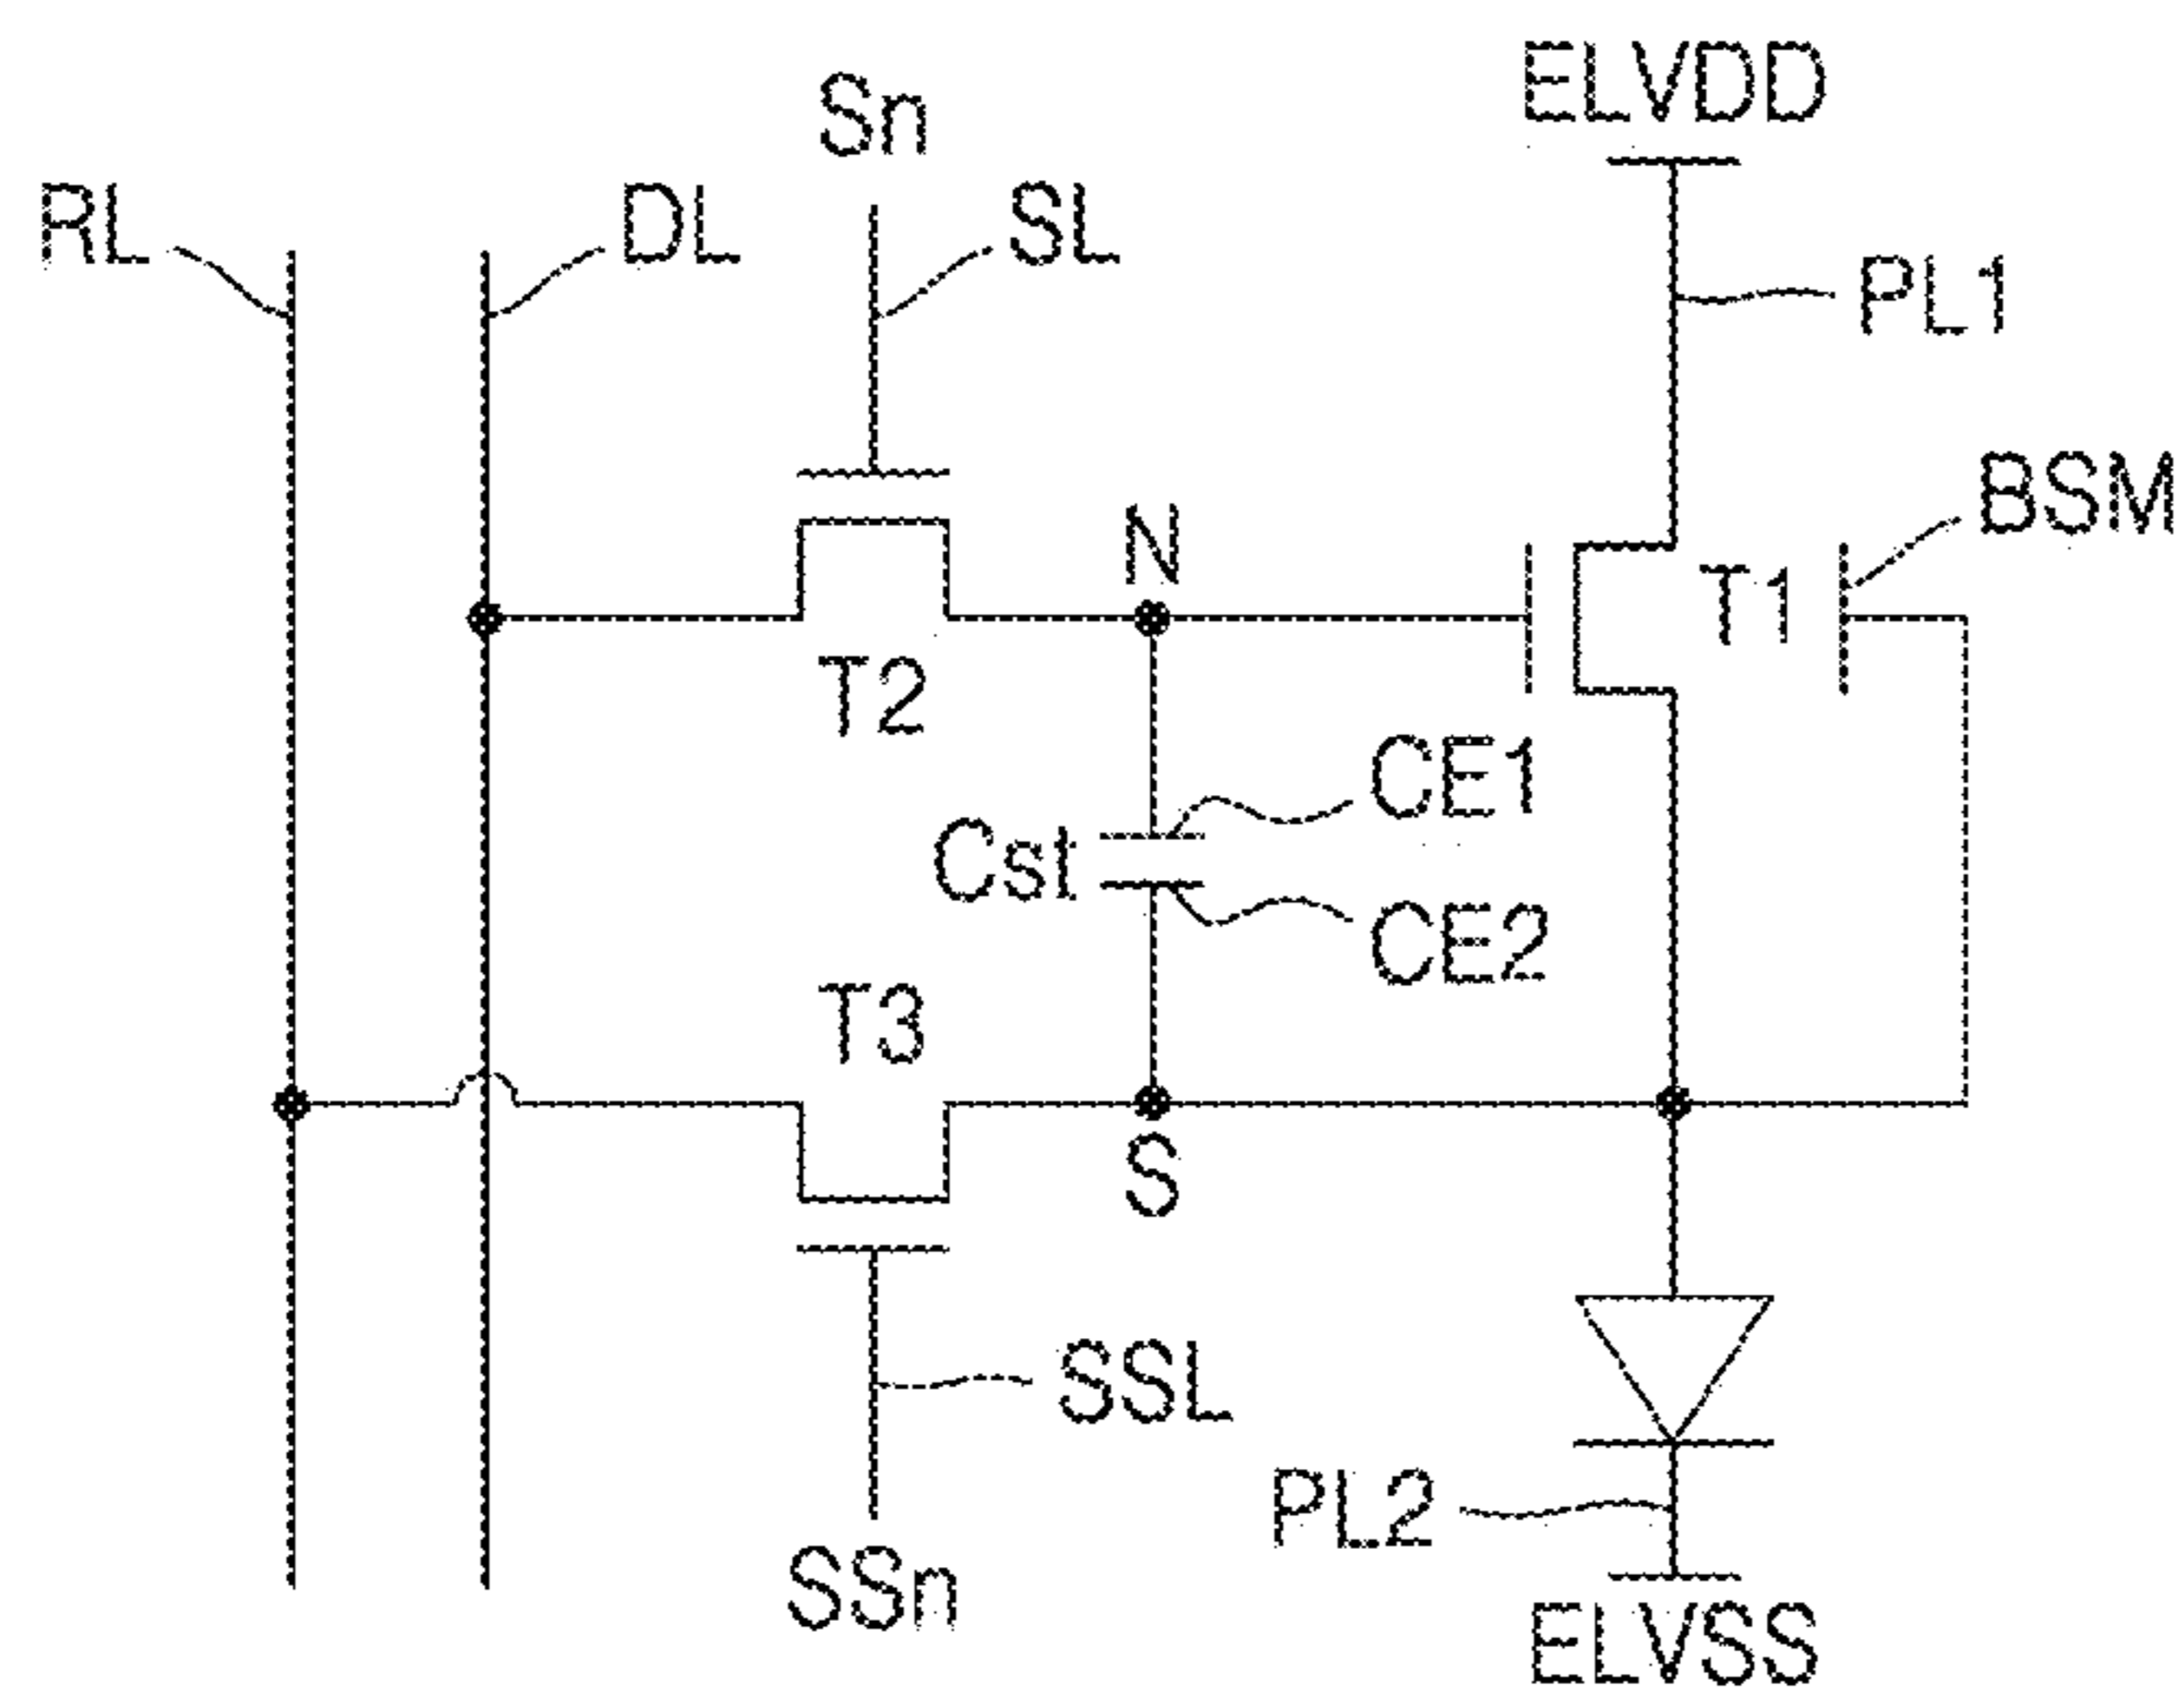 ELVDD
Sn
RL
DL
SL
PL1
BSM
N
T1
T2
CE1
Cst
CE2
T3
S
SSL
PL2
SSn
ELVSS